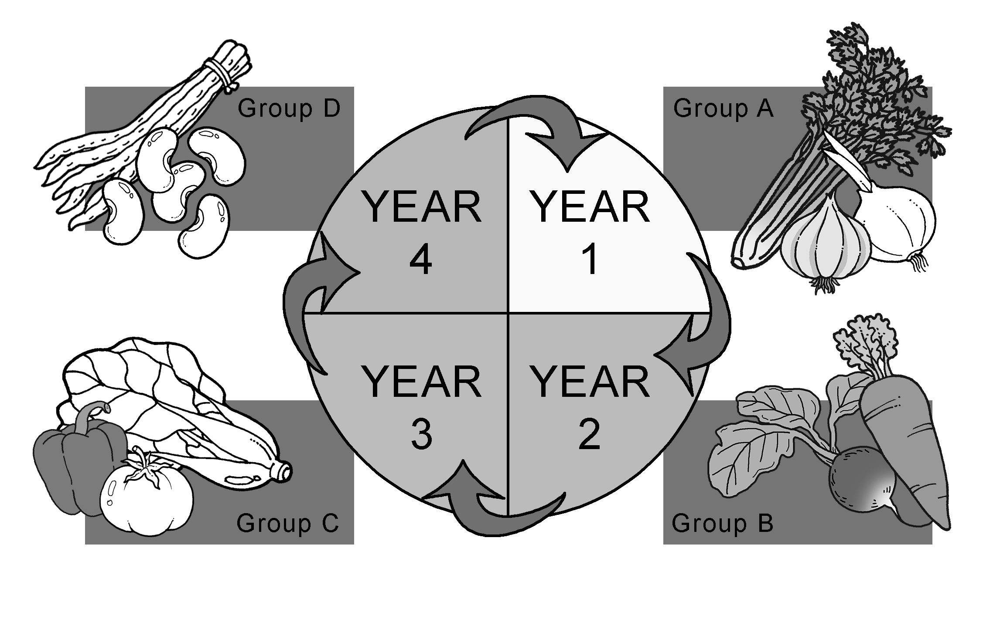 Group D
Group A
YEAR
4
YEAR
1
YEAR
3
YEAR
2
Group C
Group B